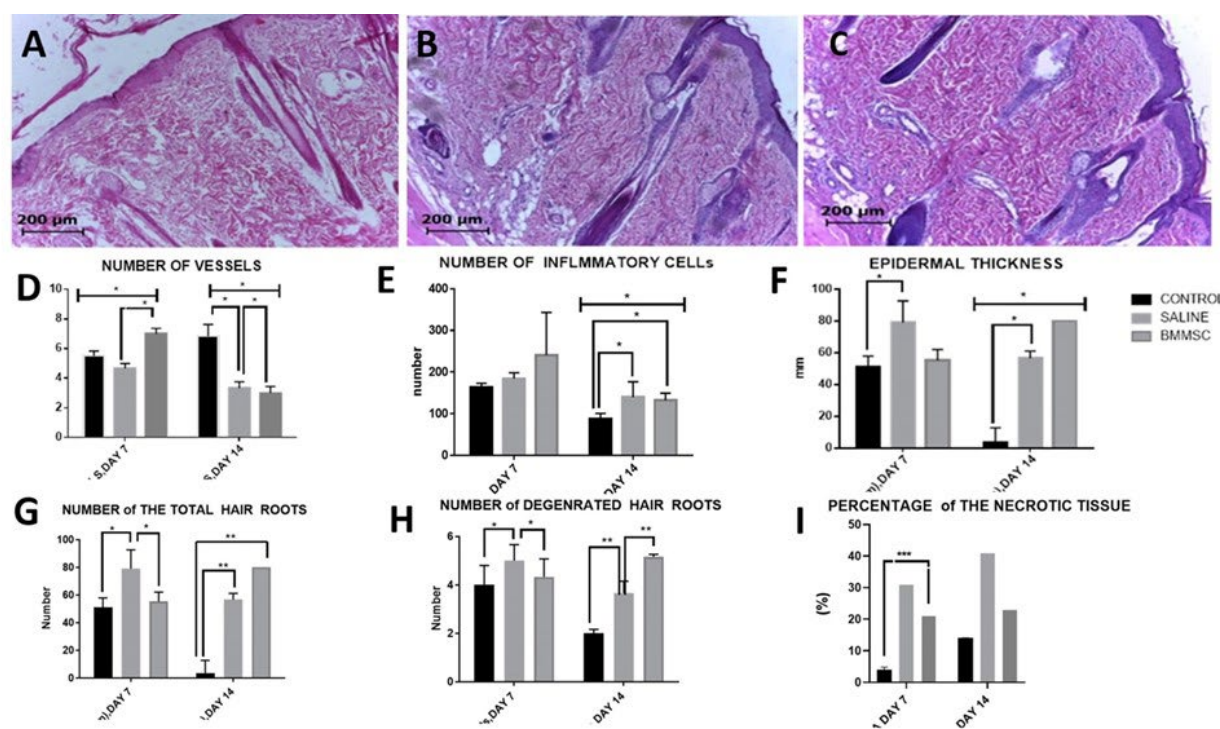 A
B
C
200 µm
200 µm
200 µm
D
NUMBER OF VESSELS
10
8
6
4
2
0
*
*
*
*
*
S,DAY 7
S,DAY 14
E
NUMBER OF INFLMMATORY CELLs
number
400
300
200
100
0
*
*
*
DAY 7
DAY 14
F
EPIDERMAL THICKNESS
mm
100
80
60
40
20
0
*
*
*
),DAY 7
),DAY 14
CONTROL
SALINE
BMMSC
G
NUMBER of THE TOTAL HAIR ROOTS
Number
100
80
60
40
20
0
*
*
**
**
),DAY 7
),DAY 14
H
NUMBER of DEGENRATED HAIR ROOTS
Number
6
4
2
0
*
*
**
**
,DAY 7
DAY 14
I
PERCENTAGE of THE NECROTIC TISSUE
(%)
50
40
30
20
10
0
***
DAY 7
DAY 14